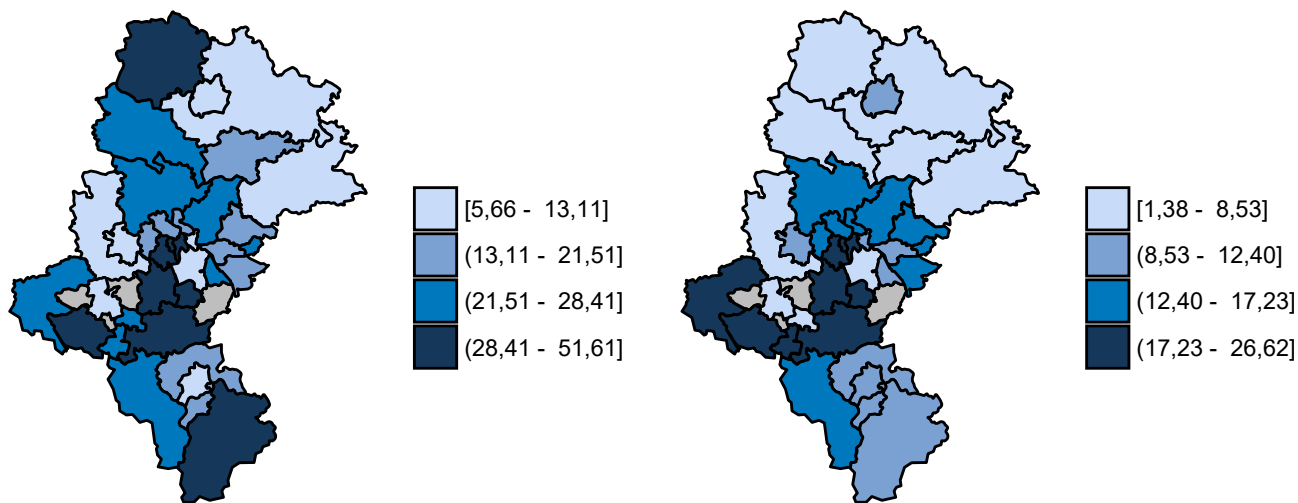 [5,66 - 13,11]
(13,11 - 21,51]
(21,51 - 28,41]
(28,41 - 51,61]
[1,38 - 8,53]
(8,53 - 12,40]
(12,40 - 17,23]
(17,23 - 26,62]